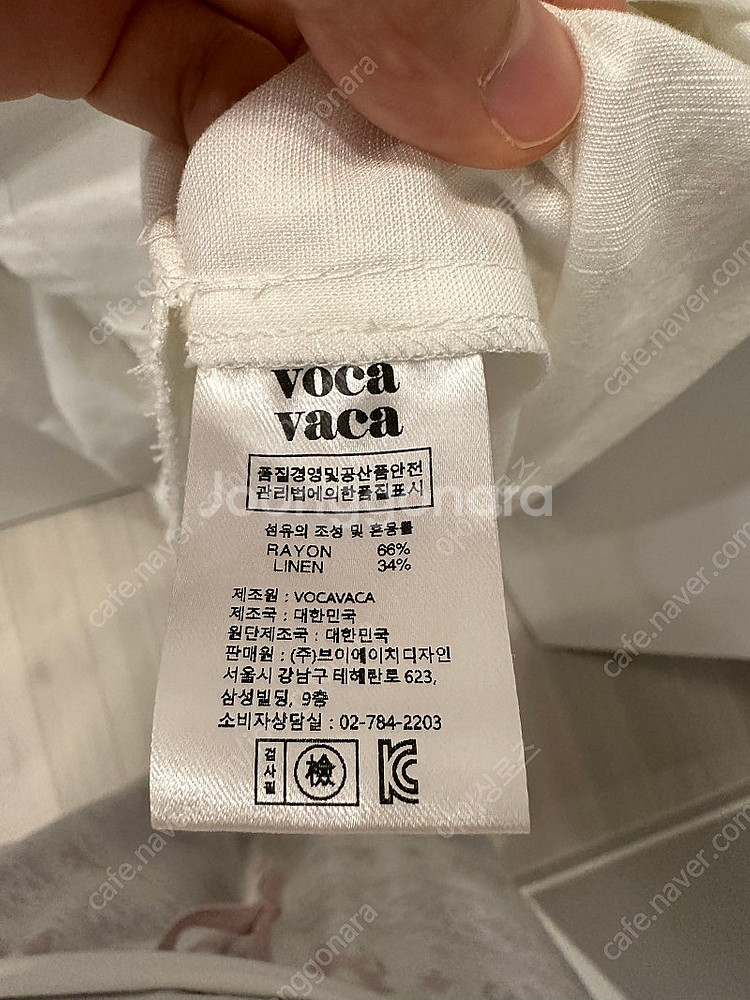 voca
vaca
품질경영및공산품안전
관리법에의한품질표시
섬유의 조성 및 혼용률
RAYON 66%
LINEN 34%
제조원 : VOCAVACA
제조국 : 대한민국
원단제조국 : 대한민국
판매원 : (주)브이에이치디자인
서울시 강남구 테헤란로 623,
삼성빌딩, 9층
소비자상담실 : 02-784-2203
검사필
檢
KC
Joonggonara
cafe.naver.com